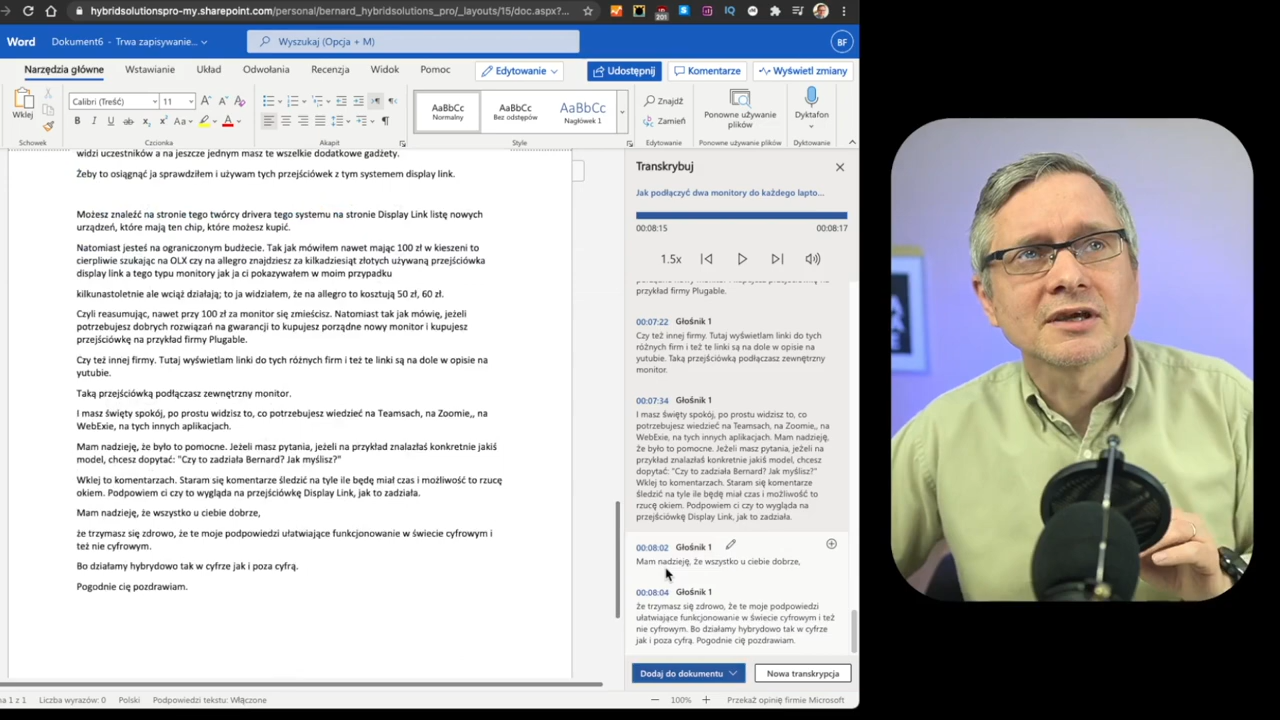 hybridsolutionspro-my.sharepoint.com/personal/bernard_hybridsolutions_pro/_layouts/15/doc.aspx?...
201
Word
Dokument6 - Trwa zapisywanie...
Wyszukaj (Opcja + M)
BF
Narzędzia główne
Wstawianie
Układ
Odwołania
Recenzja
Widok
Pomoc
Edytowanie
Udostępnij
Komentarze
Wyświetl zmiany
Wklej
Calibri (Treść)
11
AaBbCc
Normalny
AaBbCc
Bez odstępów
AaBbCc
Nagłówek 1
Znajdź
Zamień
Ponowne używanie plików
Dyktafon
Schowek
Czcionka
Akapit
Style
Edytowanie
Ponowne używanie plików
Dyktowanie
widzi uczestników a na jeszcze jednym masz te wszelkie dodatkowe gadżety.
Żeby to osiągnąć ja sprawdziłem i używam tych przejściówek z tym systemem display link.
Możesz znaleźć na stronie tego twórcy drivera tego systemu na stronie Display Link listę nowych
urządzeń, które mają ten chip, które możesz kupić.
Natomiast jesteś na ograniczonym budżecie. Tak jak mówiłem nawet mając 100 zł w kieszeni to
cierpliwie szukając na OLX czy na allegro znajdziesz za kilkadziesiąt złotych używaną przejściówka
display link a tego typu monitory jak ja ci pokazywałem w moim przypadku
kilkunastoletnie ale wciąż działają; to ja widziałem, że na allegro to kosztują 50 zł, 60 zł.
Czyli reasumując, nawet przy 100 zł za monitor się zmieścisz. Natomiast tak jak mówię, jeżeli
potrzebujesz dobrych rozwiązań na gwarancji to kupujesz porządne nowy monitor i kupujesz
przejściówkę na przykład firmy Plugable.
Czy też innej firmy. Tutaj wyświetlam linki do tych różnych firm i też te linki są na dole w opisie na
yutubie.
Taką przejściówką podłączasz zewnętrzny monitor.
I masz święty spokój, po prostu widzisz to, co potrzebujesz wiedzieć na Teamsach, na Zoomie,, na
WebExie, na tych innych aplikacjach.
Mam nadzieję, że było to pomocne. Jeżeli masz pytania, jeżeli na przykład znalazłaś konkretnie jakiś
model, chcesz dopytać: "Czy to zadziała Bernard? Jak myślisz?"
Wklej to komentarzach. Staram się komentarze śledzić na tyle ile będę miał czas i możliwość to rzucę
okiem. Podpowiem ci czy to wygląda na przejściówkę Display Link, jak to zadziała.
Mam nadzieję, że wszystko u ciebie dobrze,
że trzymasz się zdrowo, że te moje podpowiedzi ułatwiające funkcjonowanie w świecie cyfrowym i
też nie cyfrowym.
Bo działamy hybrydowo tak w cyfrze jak i poza cyfrą.
Pogodnie cię pozdrawiam.
Transkrybuj
Jak podłączyć dwa monitory do każdego lapto...
00:08:15
00:08:17
1.5x
przykład firmy Plugable.
00:07:22 Głośnik 1
Czy też innej firmy. Tutaj wyświetlam linki do tych
różnych firm i też te linki są na dole w opisie na
yutubie. Taką przejściówką podłączasz zewnętrzny
monitor.
00:07:34 Głośnik 1
I masz święty spokój, po prostu widzisz to, co
potrzebujesz wiedzieć na Teamsach, na Zoomie,, na
WebExie, na tych innych aplikacjach. Mam nadzieję,
że było to pomocne. Jeżeli masz pytania, jeżeli na
przykład znalazłaś konkretnie jakiś model, chcesz
dopytać: "Czy to zadziała Bernard? Jak myślisz?"
Wklej to komentarzach. Staram się komentarze
śledzić na tyle ile będę miał czas i możliwość to
rzucę okiem. Podpowiem ci czy to wygląda na
przejściówkę Display Link, jak to zadziała.
00:08:02 Głośnik 1
Mam nadzieję, że wszystko u ciebie dobrze,
00:08:04 Głośnik 1
że trzymasz się zdrowo, że te moje podpowiedzi
ułatwiające funkcjonowanie w świecie cyfrowym i też
nie cyfrowym. Bo działamy hybrydowo tak w cyfrze
jak i poza cyfrą. Pogodnie cię pozdrawiam.
Dodaj do dokumentu
Nowa transkrypcja
na 1 z 1
Liczba wyrazów: 0
Polski
Podpowiedzi tekstu: Włączone
100%
Przekaż opinię firmie Microsoft